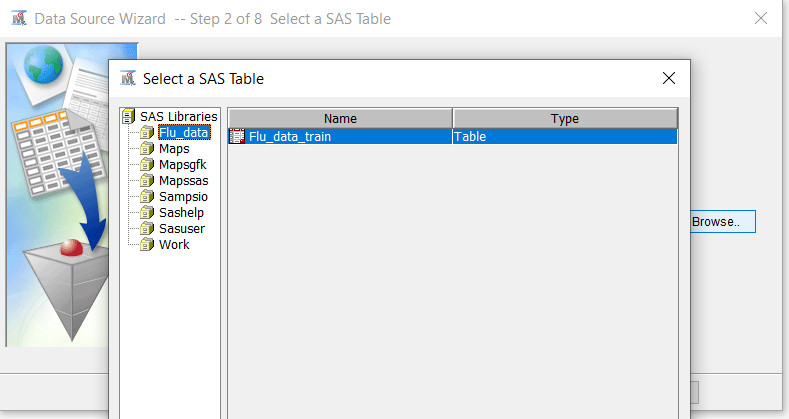 Data Source Wizard -- Step 2 of 8 Select a SAS Table
Select a SAS Table
SAS Libraries
Flu_data
Maps
Mapsgfk
Mapssas
Sampsio
Sashelp
Sasuser
Work
Name Type
Flu_data_train Table
Browse..